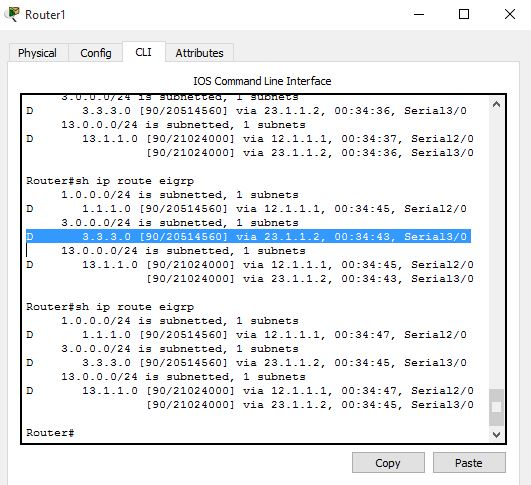 Router1
Physical Config CLI Attributes
IOS Command Line Interface
3.0.0.0/24 is subnetted, 1 subnets
D 3.3.3.0 [90/20514560] via 23.1.1.2, 00:34:36, Serial3/0
13.0.0.0/24 is subnetted, 1 subnets
D 13.1.1.0 [90/21024000] via 12.1.1.1, 00:34:37, Serial2/0
[90/21024000] via 23.1.1.2, 00:34:36, Serial3/0
Router#sh ip route eigrp
1.0.0.0/24 is subnetted, 1 subnets
D 1.1.1.0 [90/20514560] via 12.1.1.1, 00:34:45, Serial2/0
3.0.0.0/24 is subnetted, 1 subnets
D 3.3.3.0 [90/20514560] via 23.1.1.2, 00:34:43, Serial3/0
13.0.0.0/24 is subnetted, 1 subnets
D 13.1.1.0 [90/21024000] via 12.1.1.1, 00:34:45, Serial2/0
[90/21024000] via 23.1.1.2, 00:34:43, Serial3/0
Router#sh ip route eigrp
1.0.0.0/24 is subnetted, 1 subnets
D 1.1.1.0 [90/20514560] via 12.1.1.1, 00:34:47, Serial2/0
3.0.0.0/24 is subnetted, 1 subnets
D 3.3.3.0 [90/20514560] via 23.1.1.2, 00:34:45, Serial3/0
13.0.0.0/24 is subnetted, 1 subnets
D 13.1.1.0 [90/21024000] via 12.1.1.1, 00:34:47, Serial2/0
[90/21024000] via 23.1.1.2, 00:34:45, Serial3/0
Router#
Copy Paste